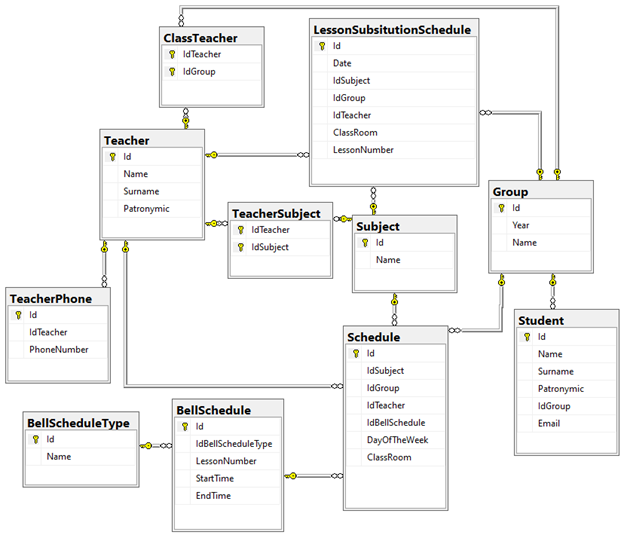 ClassTeacher
IdTeacher
IdGroup
LessonSubsitutionSchedule
Id
Date
IdSubject
IdGroup
IdTeacher
ClassRoom
LessonNumber
Teacher
Id
Name
Surname
Patronymic
TeacherSubject
IdTeacher
IdSubject
Subject
Id
Name
Group
Id
Year
Name
TeacherPhone
Id
IdTeacher
PhoneNumber
Schedule
Id
IdSubject
IdGroup
IdTeacher
IdBellSchedule
DayOfTheWeek
ClassRoom
Student
Id
Name
Surname
Patronymic
IdGroup
Email
BellScheduleType
Id
Name
BellSchedule
Id
IdBellScheduleType
LessonNumber
StartTime
EndTime